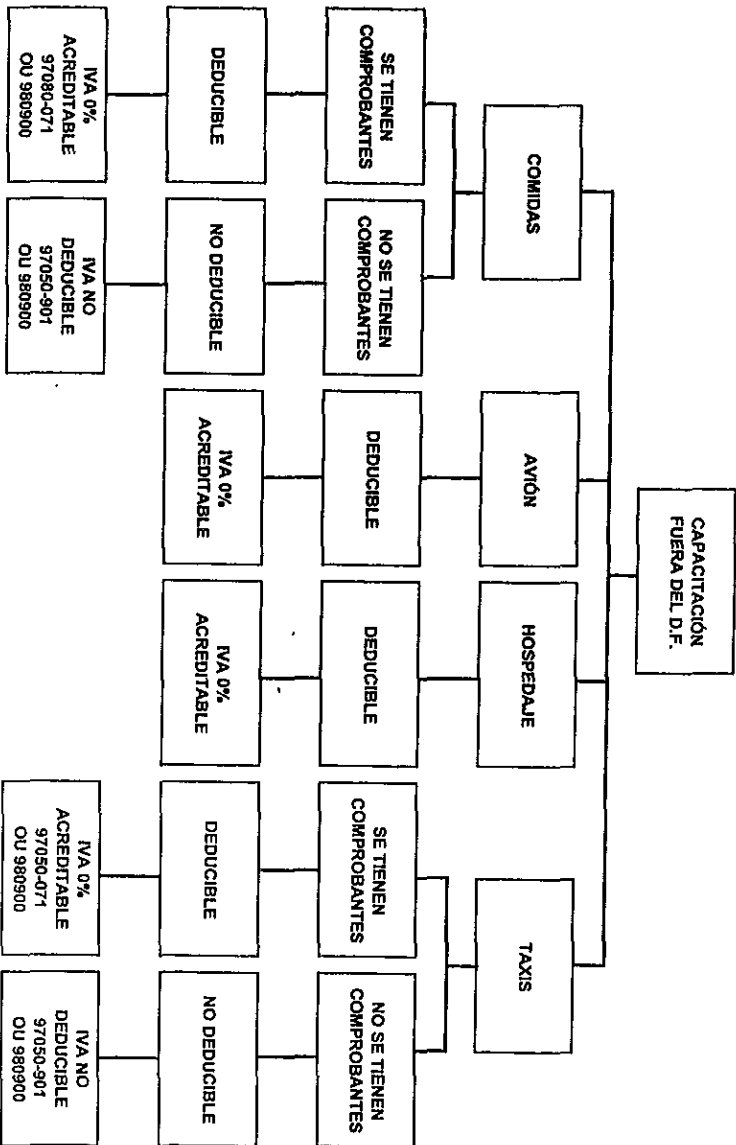 CAPACITACIÓN
FUERA DEL D.F.
COMIDAS
AVIÓN
HOSPEDAJE
TAXIS
SE TIENEN
COMPROBANTES
NO SE TIENEN
COMPROBANTES
DEDUCIBLE
DEDUCIBLE
SE TIENEN
COMPROBANTES
NO SE TIENEN
COMPROBANTES
DEDUCIBLE
NO DEDUCIBLE
IVA 0%
ACREDITABLE
IVA 0%
ACREDITABLE
DEDUCIBLE
NO DEDUCIBLE
IVA 0%
ACREDITABLE
97080-071
OU 980900
IVA NO
DEDUCIBLE
97050-901
OU 980900
IVA 0%
ACREDITABLE
97050-071
OU 980900
IVA NO
DEDUCIBLE
97050-901
OU 980900